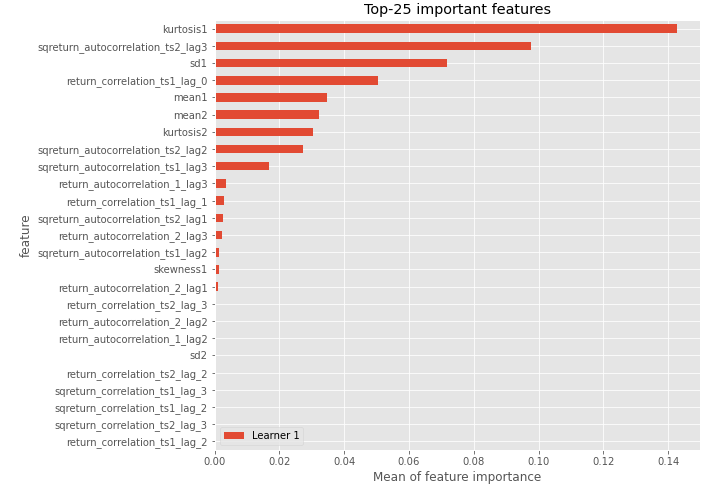 Top-25 important features
kurtosis1
sqreturn_autocorrelation_ts2_lag3
sd1
return_correlation_ts1_lag_0
mean1
mean2
kurtosis2
sqreturn_autocorrelation_ts2_lag2
sqreturn_autocorrelation_ts1_lag3
return_autocorrelation_1_lag3
return_correlation_ts1_lag_1
sqreturn_autocorrelation_ts2_lag1
return_autocorrelation_2_lag3
sqreturn_autocorrelation_ts1_lag2
skewness1
return_autocorrelation_2_lag1
return_correlation_ts2_lag_3
return_autocorrelation_2_lag2
return_autocorrelation_1_lag2
sd2
return_correlation_ts2_lag_2
sqreturn_correlation_ts1_lag_3
sqreturn_correlation_ts1_lag_2
sqreturn_correlation_ts2_lag_3
return_correlation_ts1_lag_2
feature
Learner 1
0.00 0.02 0.04 0.06 0.08 0.10 0.12 0.14
Mean of feature importance